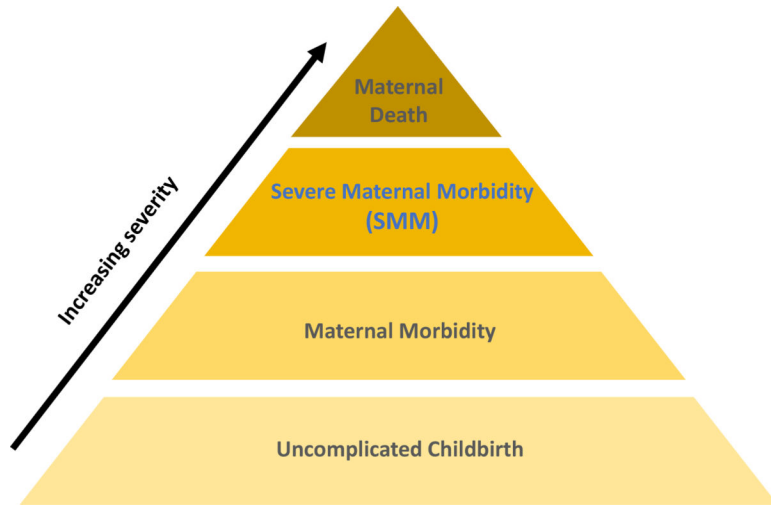 Maternal
Death
Severe Maternal Morbidity
(SMM)
Increasing severity
Maternal Morbidity
Uncomplicated Childbirth